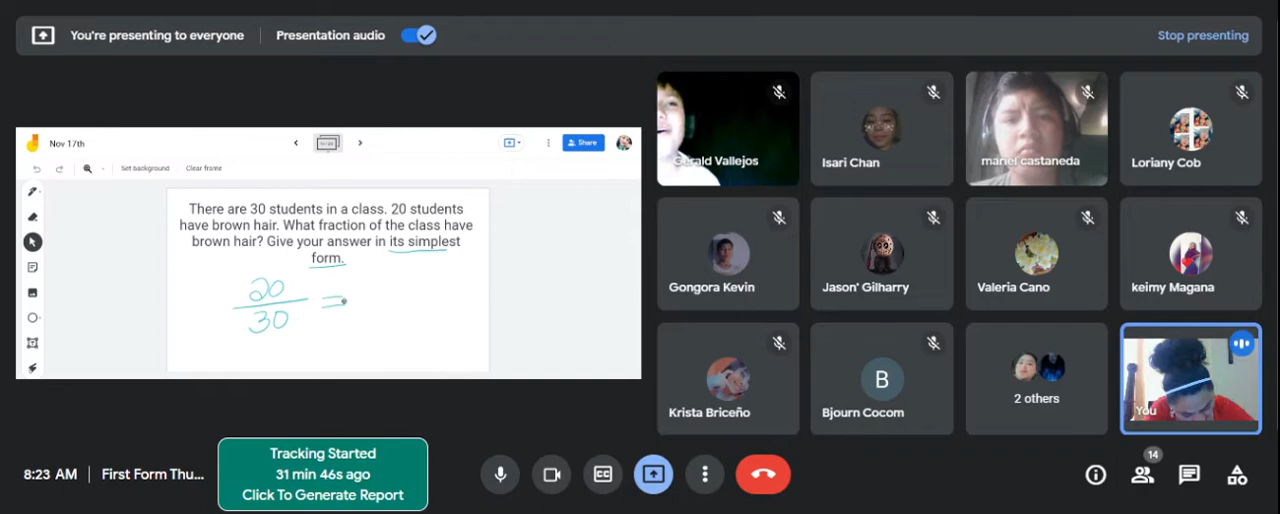 You're presenting to everyone
Presentation audio
Stop presenting
Nov 17th
Share
Set background
Clear frame
There are 30 students in a class. 20 students
have brown hair. What fraction of the class have
brown hair? Give your answer in its simplest
form.
20
30
=
Gerald Vallejos
Isari Chan
mariel castaneda
Loriany Cob
Gongora Kevin
Jason' Gilharry
Valeria Cano
keimy Magana
Krista Briceño
B
Bjourn Cocom
2 others
You
8:23 AM
First Form Thu...
Tracking Started
31 min 46s ago
Click To Generate Report
CC
14